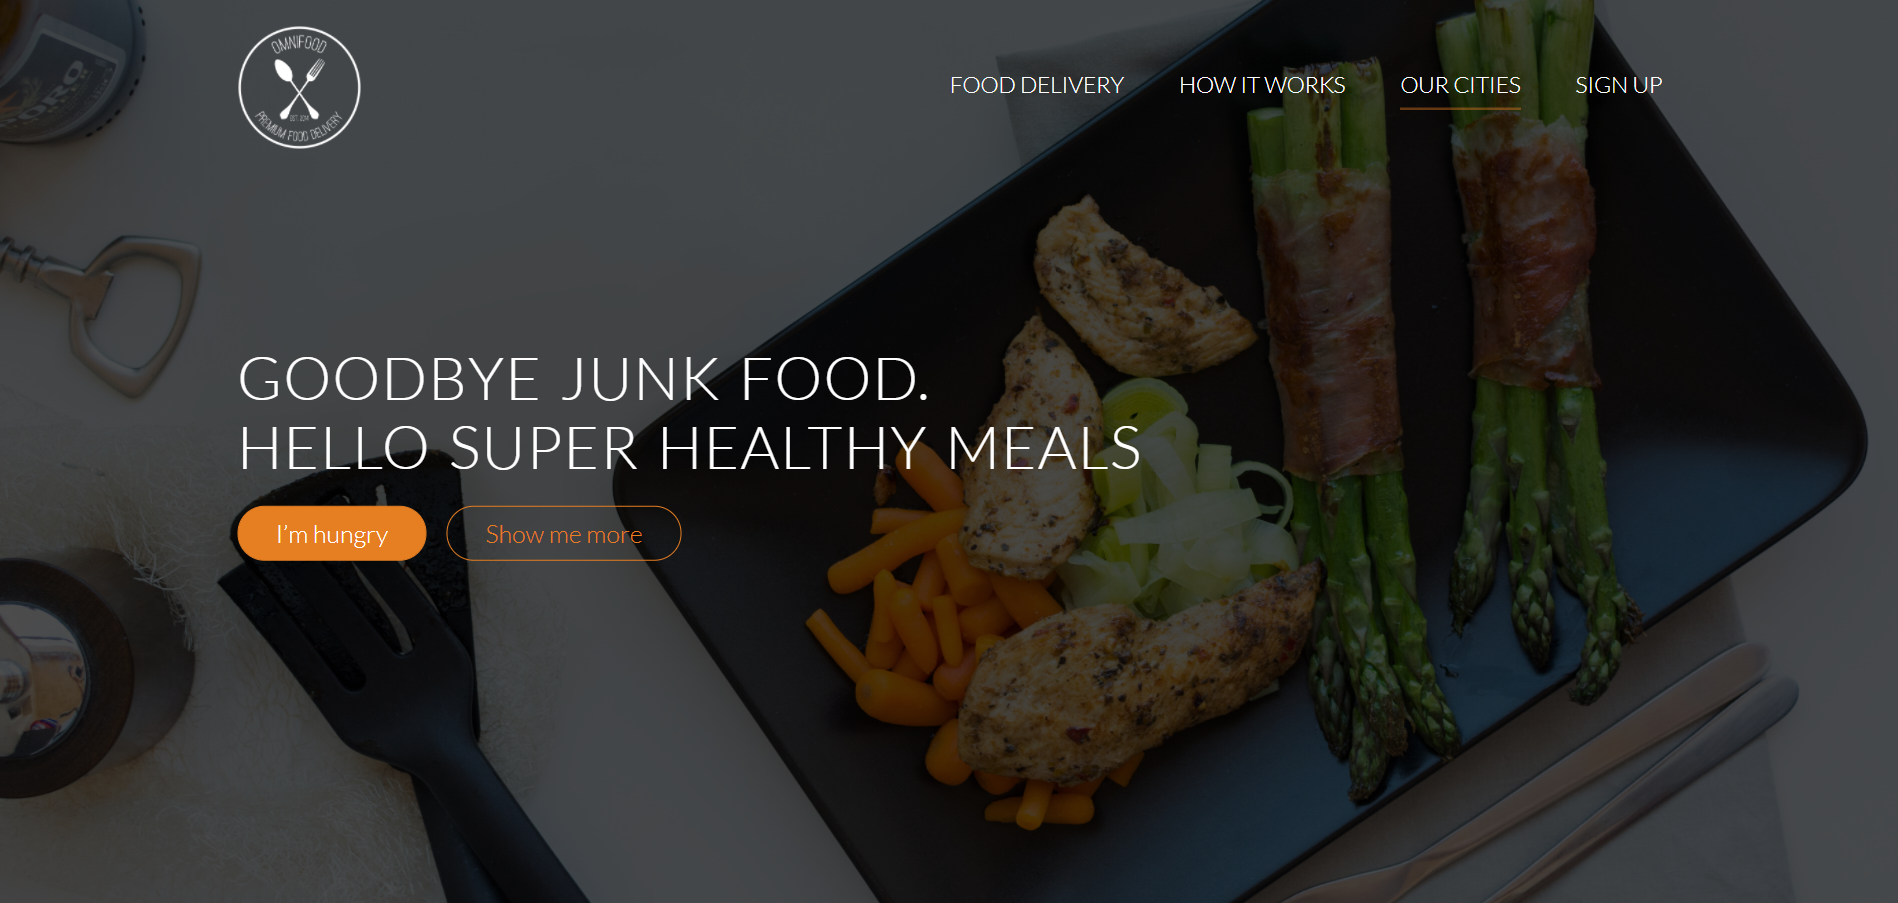 OMNIFOOD
EST. 2014
PREMIUM FOOD DELIVERY
FOOD DELIVERY
HOW IT WORKS
OUR CITIES
SIGN UP
GOODBYE JUNK FOOD.
HELLO SUPER HEALTHY MEALS
I'm hungry
Show me more